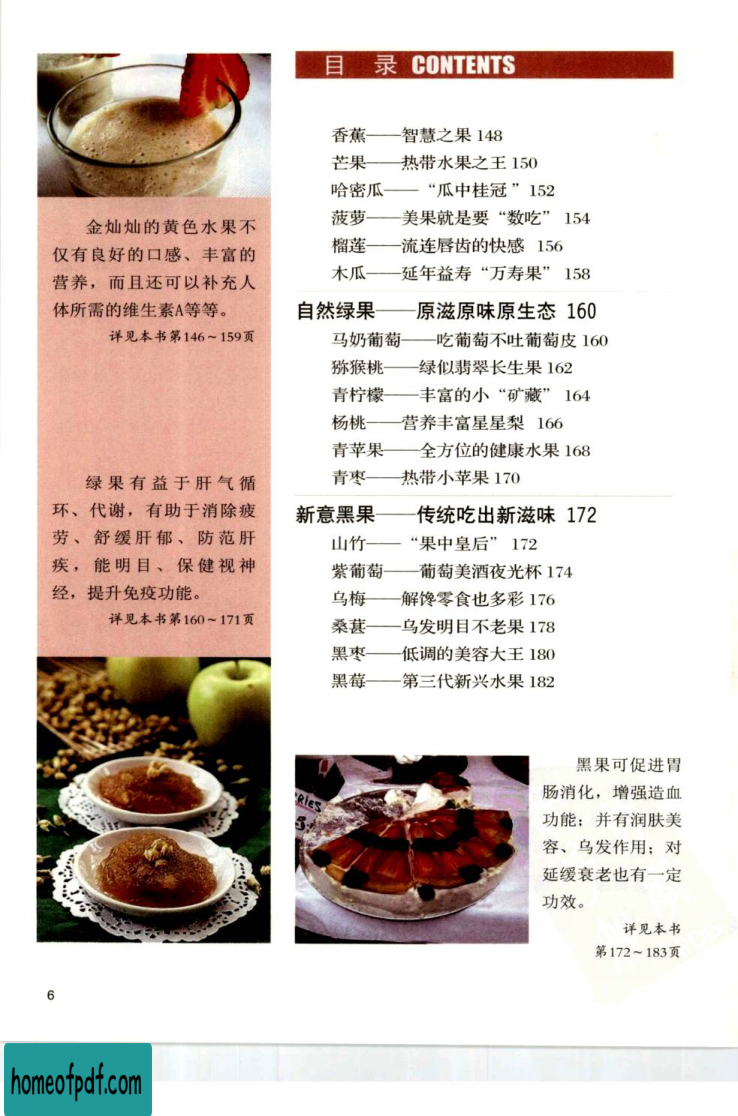 目 录 CONTENTS
香蕉——智慧之果 148
芒果——热带水果之王 150
哈密瓜——“瓜中桂冠”152
菠萝——美果就是要“数吃” 154
榴莲——流连唇齿的快感 156
木瓜——延年益寿“万寿果” 158
自然绿果——原滋原味原生态 160
马奶葡萄——吃葡萄不吐葡萄皮 160
猕猴桃——绿似翡翠长生果 162
青柠檬——丰富的小“矿藏” 164
杨桃——营养丰富星星梨 166
青苹果——全方位的健康水果 168
青枣——热带小苹果 170
新意黑果——传统吃出新滋味 172
山竹——“果中皇后” 172
紫葡萄——葡萄美酒夜光杯 174
乌梅——解馋零食也多彩 176
桑葚——乌发明目不老果 178
黑枣——低调的美容大王 180
黑莓——第三代新兴水果 182
金灿灿的黄色水果不
仅有良好的口感、丰富的
营养，而且还可以补充人
体所需的维生素A等等。
详见本书第146～159页
绿果有益于肝气循
环、代谢，有助于消除疲
劳、舒缓肝郁、防范肝
疾，能明目、保健视神
经，提升免疫功能。
详见本书第160～171页
黑果可促进胃
肠消化，增强造血
功能；并有润肤美
容、乌发作用；对
延缓衰老也有一定
功效。
详见本书
第172～183页
6
homeofpdf.com